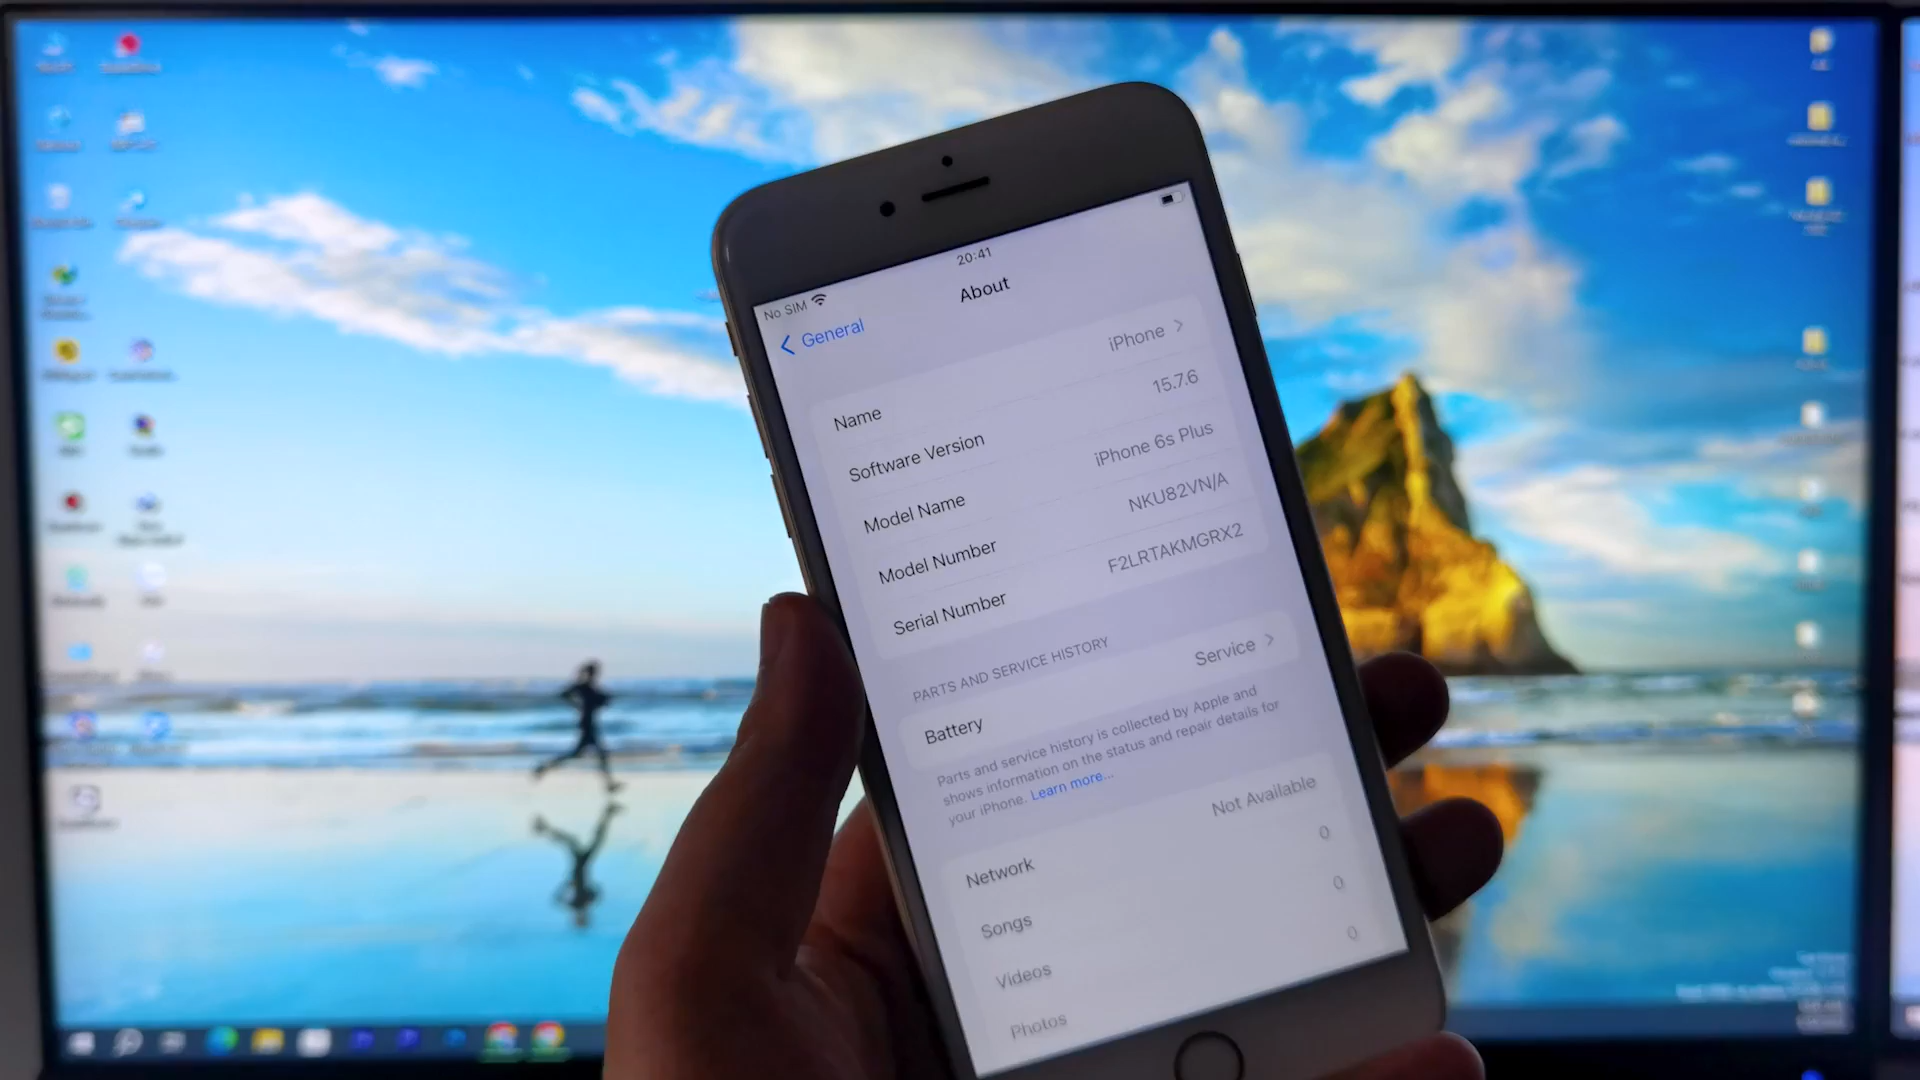 20:41
No SIM
About
General
Name iPhone
Software Version 15.7.6
Model Name iPhone 6s Plus
Model Number NKU82VN/A
Serial Number F2LRTAKMGRX2
PARTS AND SERVICE HISTORY
Battery Service
Parts and service history is collected by Apple and
shows information on the status and repair details for
your iPhone. Learn more...
Network Not Available
Songs 0
Videos 0
Photos 0